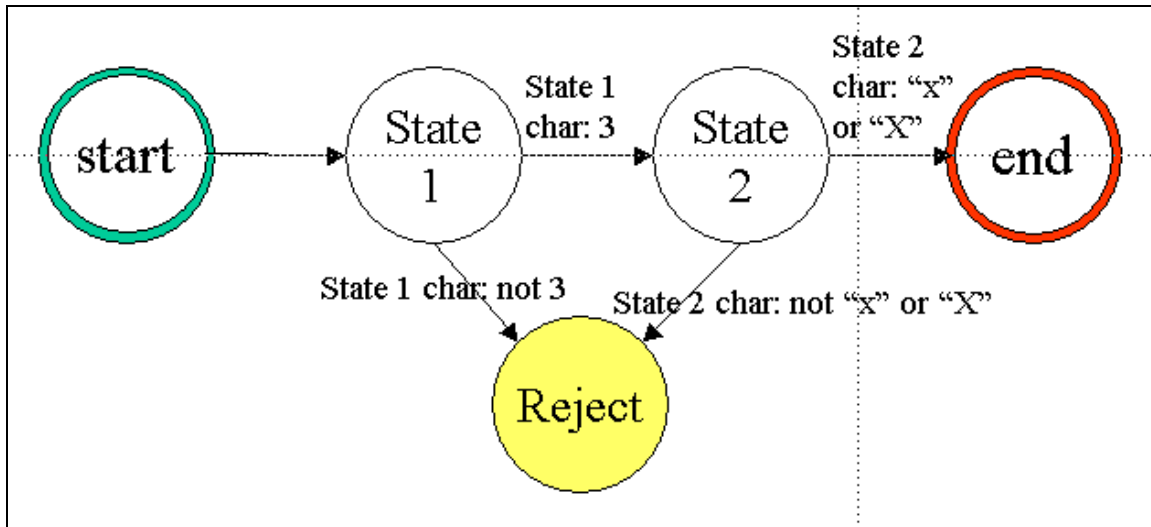 start
State
1
State 1
char: 3
State
2
State 2
char: “x”
or “X”
end
State 1 char: not 3
State 2 char: not “x” or “X”
Reject